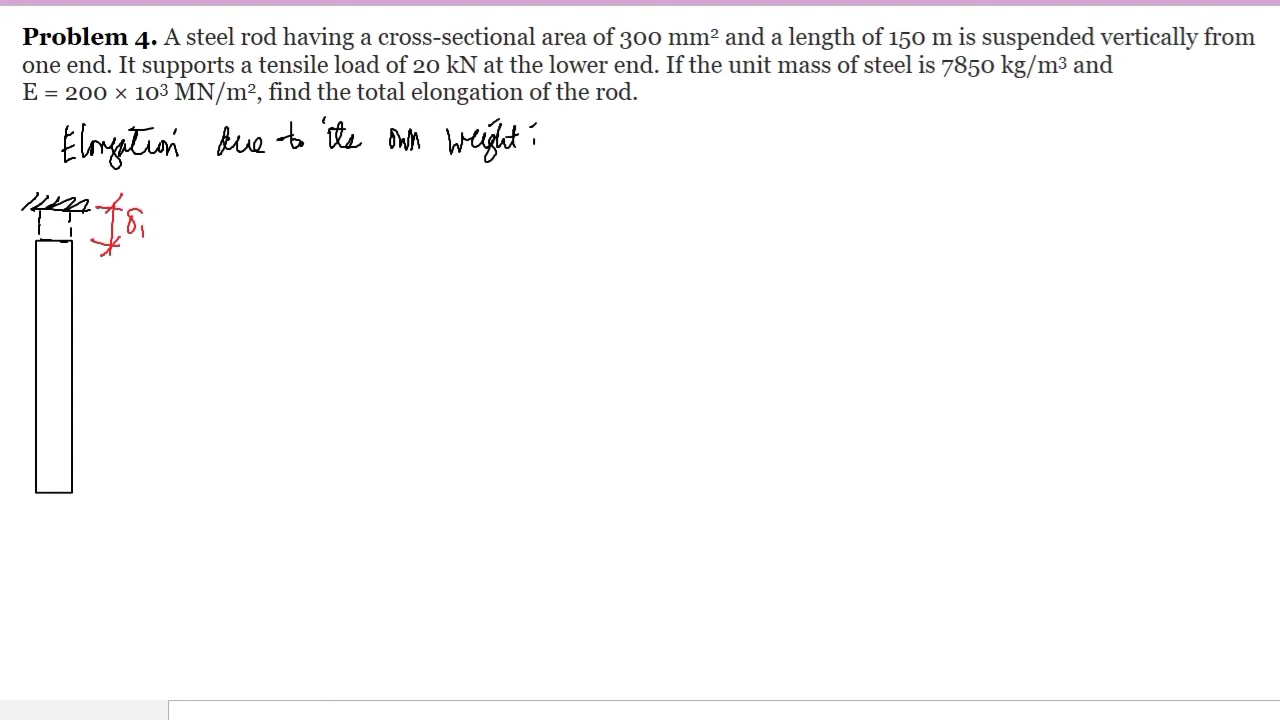 Problem 4. A steel rod having a cross-sectional area of 300 mm² and a length of 150 m is suspended vertically from
one end. It supports a tensile load of 20 kN at the lower end. If the unit mass of steel is 7850 kg/m³ and
E = 200 × 10³ MN/m², find the total elongation of the rod.
Elongation due to its own weight:
δ₁